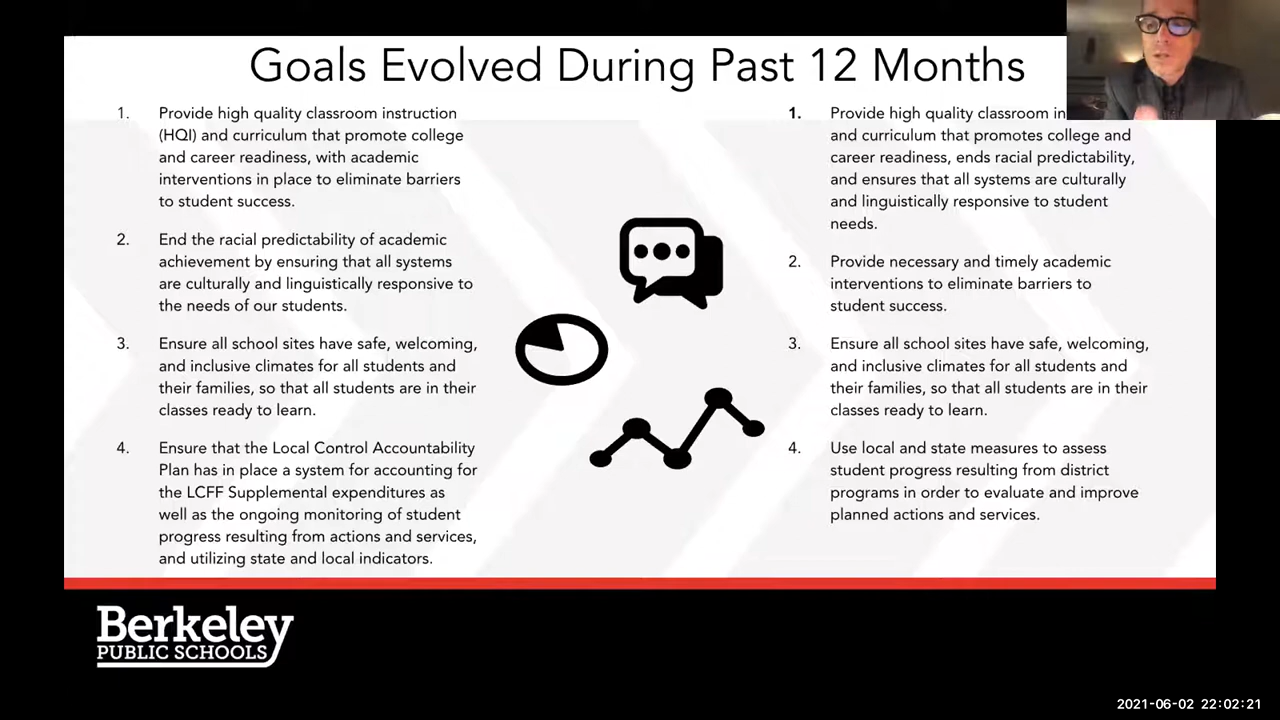 Goals Evolved During Past 12 Months
1. Provide high quality classroom instruction
(HQI) and curriculum that promote college
and career readiness, with academic
interventions in place to eliminate barriers
to student success.
2. End the racial predictability of academic
achievement by ensuring that all systems
are culturally and linguistically responsive to
the needs of our students.
3. Ensure all school sites have safe, welcoming,
and inclusive climates for all students and
their families, so that all students are in their
classes ready to learn.
4. Ensure that the Local Control Accountability
Plan has in place a system for accounting for
the LCFF Supplemental expenditures as
well as the ongoing monitoring of student
progress resulting from actions and services,
and utilizing state and local indicators.
1. Provide high quality classroom
and curriculum that promotes college and
career readiness, ends racial predictability,
and ensures that all systems are culturally
and linguistically responsive to student
needs.
2. Provide necessary and timely academic
interventions to eliminate barriers to
student success.
3. Ensure all school sites have safe, welcoming,
and inclusive climates for all students and
their families, so that all students are in their
classes ready to learn.
4. Use local and state measures to assess
student progress resulting from district
programs in order to evaluate and improve
planned actions and services.
Berkeley
PUBLIC SCHOOLS
2021-06-02 22:02:21